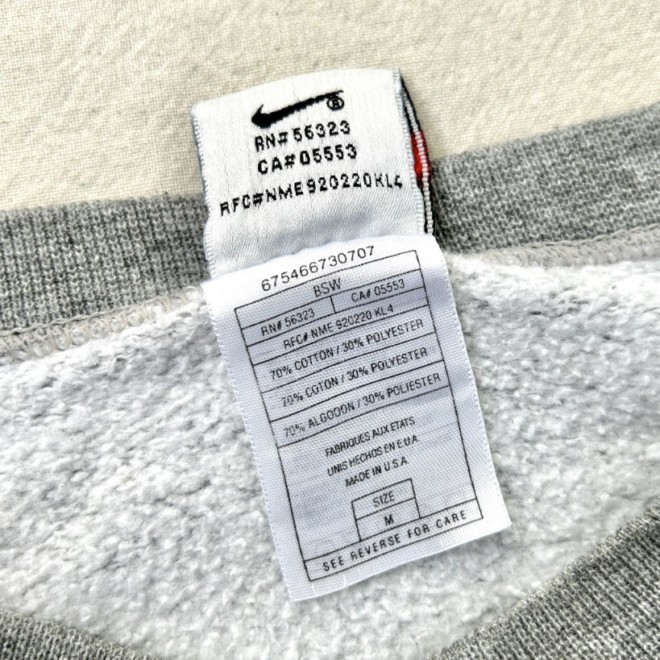 ®
RN# 56323
CA# 05553
RFC#NME 920220 KL4
675466730707
BSW
RN# 56323 CA# 05553
RFC# NME 920220 KL4
70% COTTON / 30% POLYESTER
70% COTON / 30% POLYESTER
70% ALGODON / 30% POLIESTER
FABRIQUES AUX ETATS
UNIS HECHOS EN E.U.A.
MADE IN U.S.A.
SIZE
M
SEE REVERSE FOR CARE